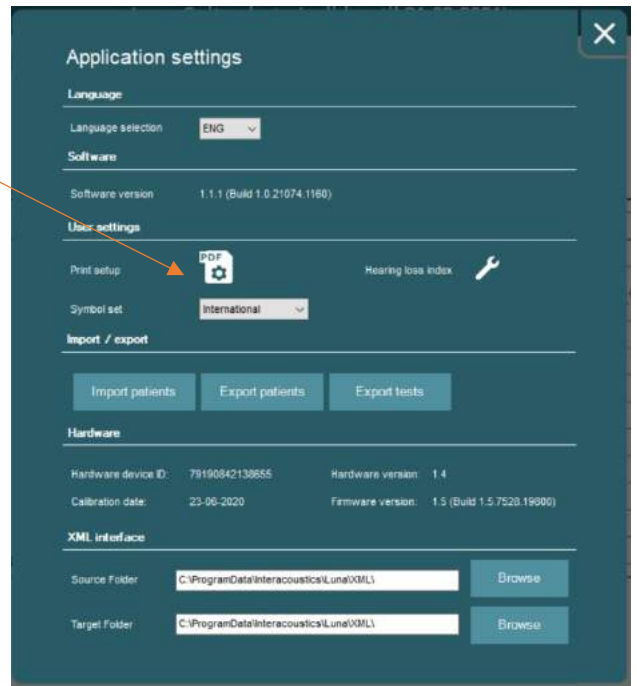 Application settings
Language
Language selection ENG
Software
Software version 1.1.1 (Build 1.0.21074.1160)
User settings
PDF
Print setup Hearing loss index
Symbol set International
Import / export
Import patients Export patients Export tests
Hardware
Hardware device ID: 79190842138655 Hardware version: 1.4
Calibration date: 23-06-2020 Firmware version: 1.5 (Build 1.5.7528.19800)
XML interface
Source Folder C:\ProgramData\Interacoustics\Luna\XML\ Browse
Target Folder C:\ProgramData\Interacoustics\Luna\XML\ Browse